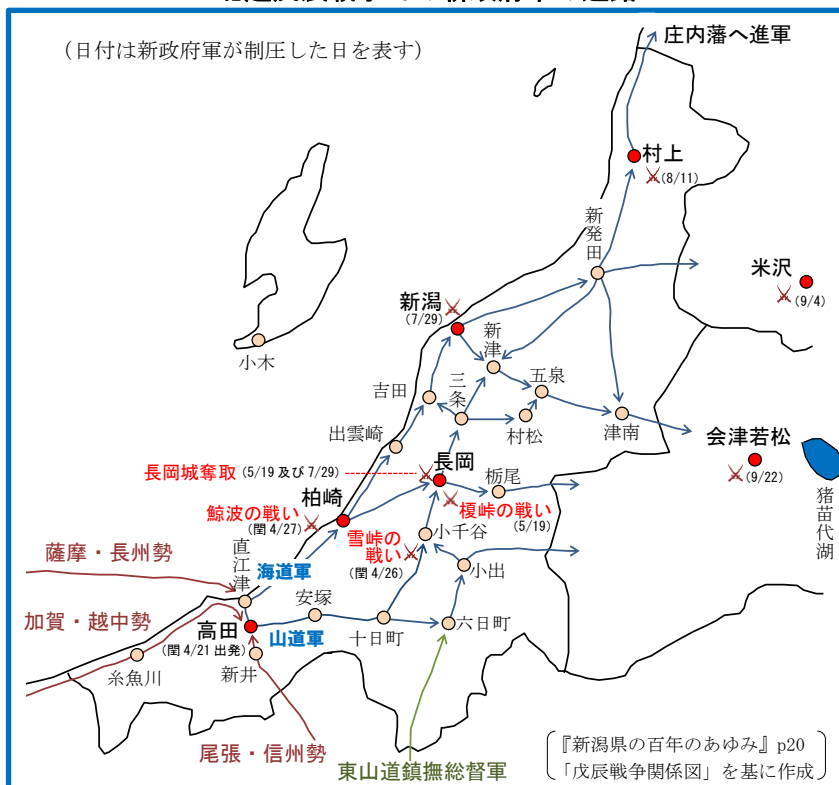 (日付は新政府軍が制圧した日を表す)
庄内藩へ進軍
村上
(8/11)
新発田
米沢
(9/4)
新潟
(7/29)
新津
小木
吉田
三条
五泉
出雲崎
村松
津南
会津若松
(9/22)
猪苗代湖
長岡城奪取 (5/19 及び 7/29)
長岡
栃尾
柏崎
鯨波の戦い
(閏 4/27)
榎峠の戦い
(5/19)
雪峠の
戦い
(閏 4/26)
小千谷
小出
薩摩・長州勢
直江津
海道軍
加賀・越中勢
高田
(閏 4/21 出発)
安塚
山道軍
十日町
六日町
糸魚川
新井
尾張・信州勢
東山道鎮撫総督軍
『新潟県の百年のあゆみ』p20
「戊辰戦争関係図」を基に作成